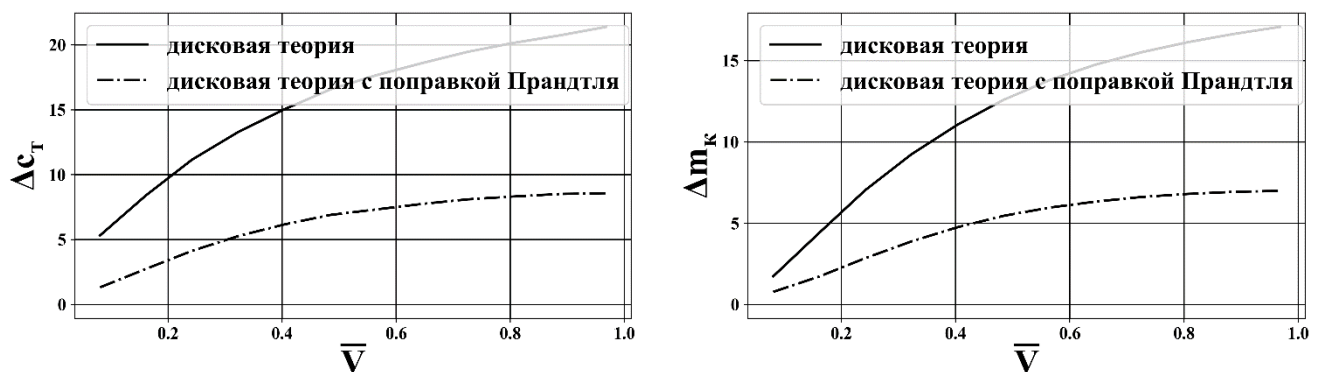 дисковая теория
дисковая теория с поправкой Прандтля
20
15
10
5
0
Δcт
0.2 0.4 0.6 0.8 1.0
V̅
дисковая теория
дисковая теория с поправкой Прандтля
15
10
5
0
Δmк
0.2 0.4 0.6 0.8 1.0
V̅